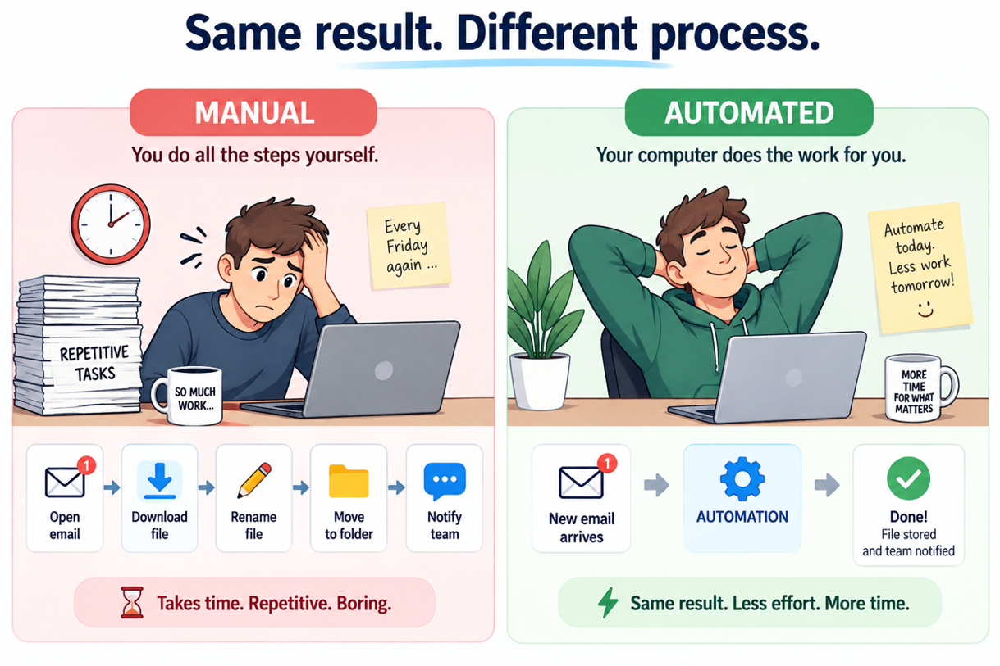 Same result. Different process.
MANUAL
You do all the steps yourself.
Every
Friday
again ...
REPETITIVE
TASKS
SO MUCH
WORK...
1
Open
email
Download
file
Rename
file
Move
to folder
Notify
team
Takes time. Repetitive. Boring.
AUTOMATED
Your computer does the work for you.
Automate
today.
Less work
tomorrow!
MORE
TIME
FOR WHAT
MATTERS
1
New email
arrives
AUTOMATION
Done!
File stored
and team notified
Same result. Less effort. More time.